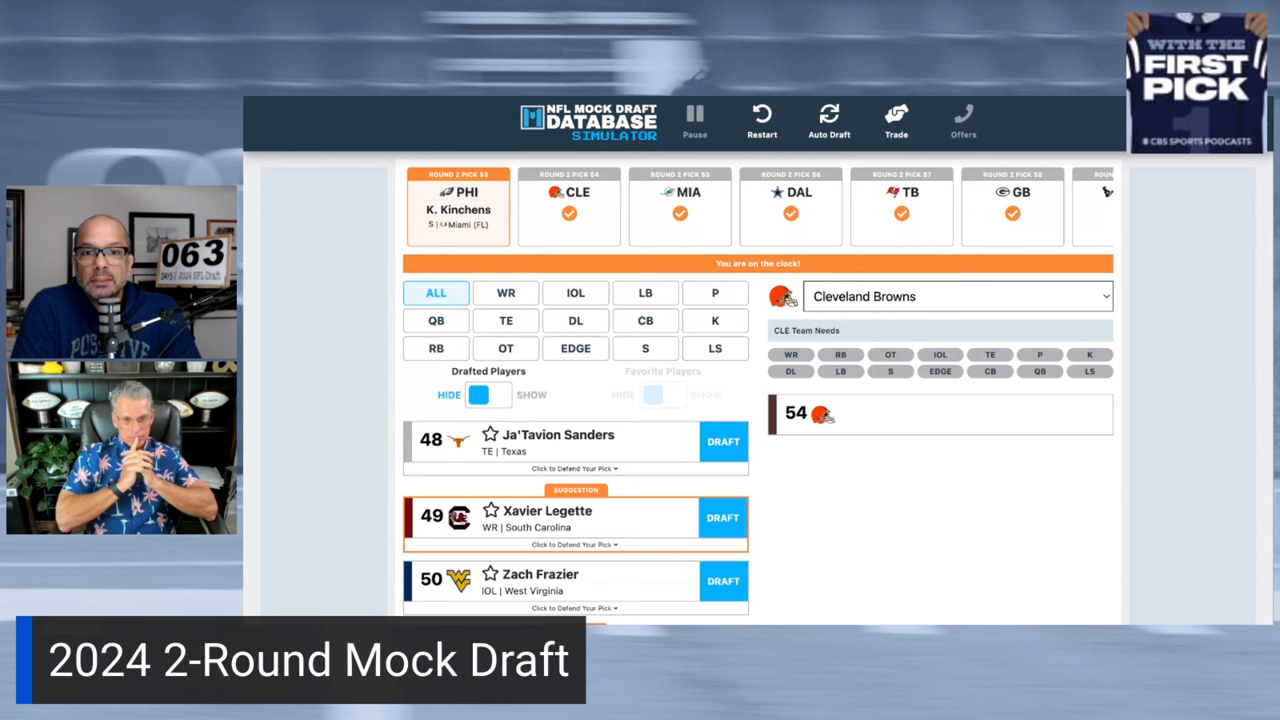 WITH THE
FIRST
PICK
CBS SPORTS PODCASTS
NFL MOCK DRAFT
DATABASE
SIMULATOR
Pause
Restart
Auto Draft
Trade
Offers
ROUND 2 PICK 53
PHI
K. Kinchens
S | Miami (FL)
ROUND 2 PICK 54
CLE
ROUND 2 PICK 55
MIA
ROUND 2 PICK 56
DAL
ROUND 2 PICK 57
TB
ROUND 2 PICK 58
GB
ROUN
You are on the clock!
ALL WR IOL LB P
QB TE DL CB K
RB OT EDGE S LS
Drafted Players
HIDE SHOW
Favorite Players
HIDE SHOW
48 Ja'Tavion Sanders
TE | Texas
DRAFT
Click to Defend Your Pick
SUGGESTION
49 Xavier Legette
WR | South Carolina
DRAFT
Click to Defend Your Pick
50 Zach Frazier
IOL | West Virginia
DRAFT
Click to Defend Your Pick
Cleveland Browns
CLE Team Needs
WR RB OT IOL TE P K
DL LB S EDGE CB QB LS
54
063
DAYS 2024 NFL Draft
2024 2-Round Mock Draft